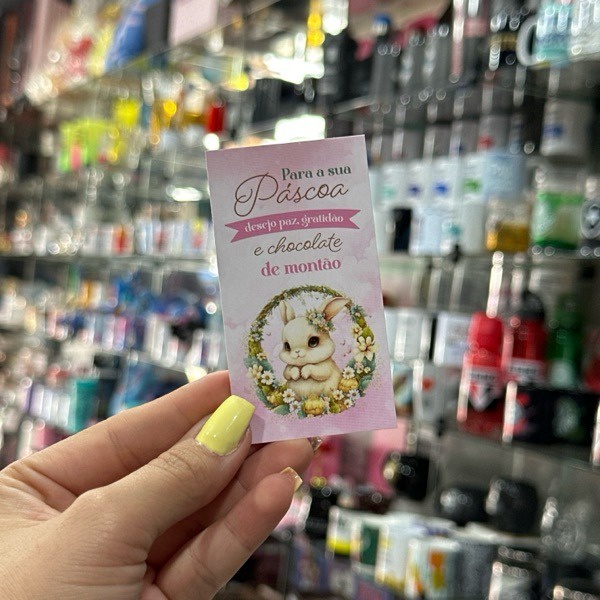 Para a sua
Páscoa
desejo paz, gratidão
e chocolate
de montão